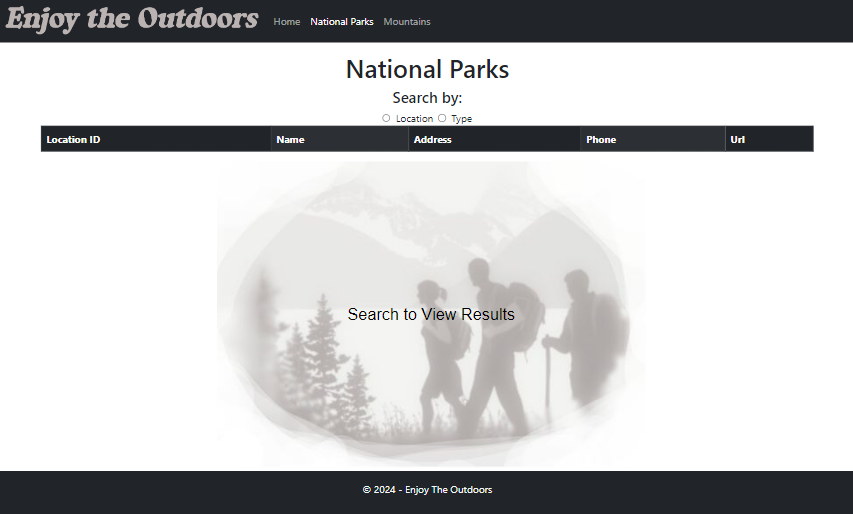 Enjoy the Outdoors Home National Parks Mountains
National Parks
Search by:
Location Type
Location ID Name Address Phone Url
Search to View Results
© 2024 - Enjoy The Outdoors